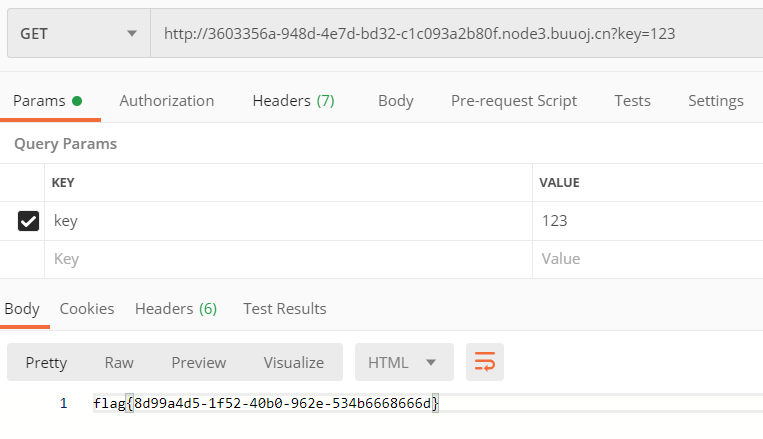 GET http://3603356a-948d-4e7d-bd32-c1c093a2b80f.node3.buuoj.cn?key=123
Params Authorization Headers (7) Body Pre-request Script Tests Settings
Query Params
KEY VALUE
key 123
Key Value
Body Cookies Headers (6) Test Results
Pretty Raw Preview Visualize HTML
1 flag{8d99a4d5-1f52-40b0-962e-534b6668666d}